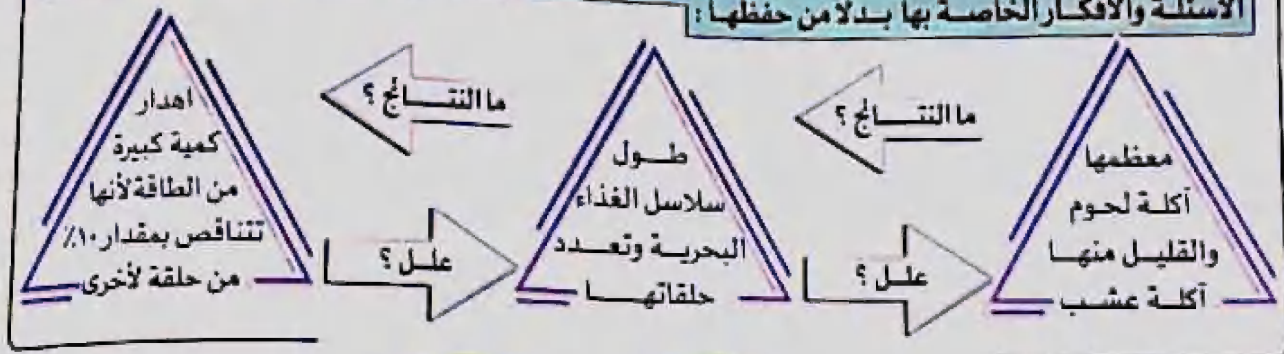 الأسئلة والأفكار الخاصة بها بدلا من حفظها :
معظمها
آكلة لحوم
والقليل منها
آكلة عشب
ما النتائج ؟
علل ؟
طول
سلاسل الغذاء
البحرية وتعدد
حلقاتها
ما النتائج ؟
علل ؟
اهدار
كمية كبيرة
من الطاقة لأنها
تتناقص بمقدار ١٠٪
من حلقة لأخرى